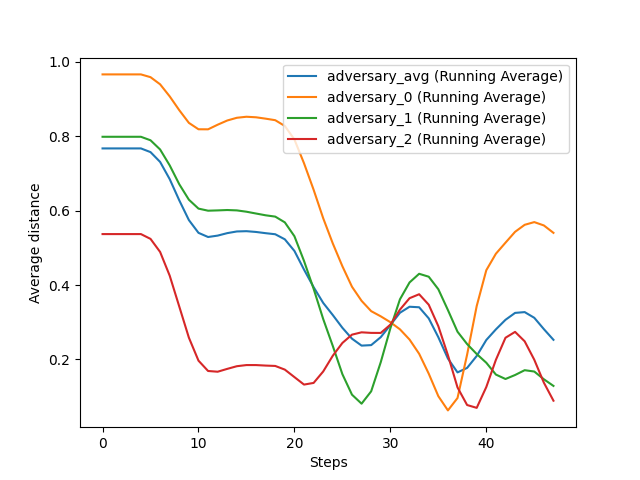 1.0
0.8
0.6
0.4
0.2
Average distance
adversary_avg (Running Average)
adversary_0 (Running Average)
adversary_1 (Running Average)
adversary_2 (Running Average)
0 10 20 30 40
Steps